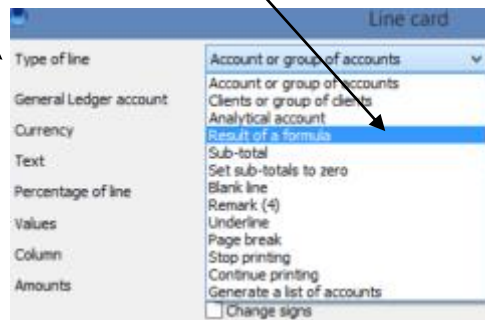 Line card
Type of line
Account or group of accounts
Account or group of accounts
General Ledger account
Clients or group of clients
Analytical account
Currency
Result of a formula
Text
Sub-total
Set sub-totals to zero
Percentage of line
Blank line
Remark (4)
Values
Underline
Page break
Column
Stop printing
Continue printing
Amounts
Generate a list of accounts
Change signs